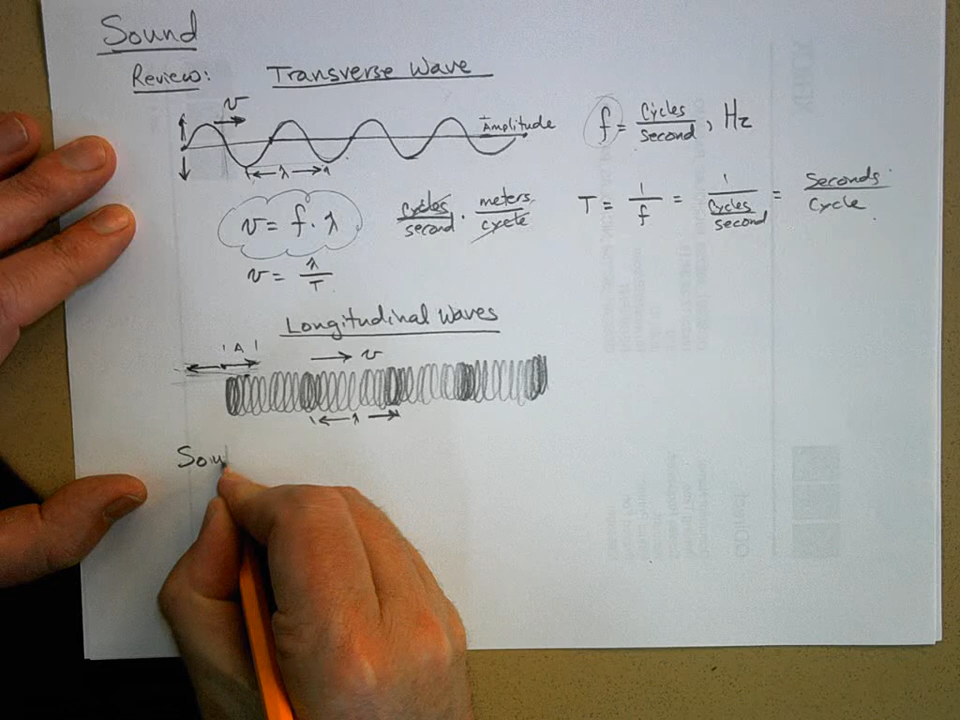 Sound
Review: Transverse Wave
v
Amplitude
λ
f = cycles / second, Hz
v = f · λ
cycles / second · meters / cycle
T = 1 / f = 1 / cycles / second = seconds / cycle
v = λ / T
Longitudinal Waves
A
v
λ
Sou